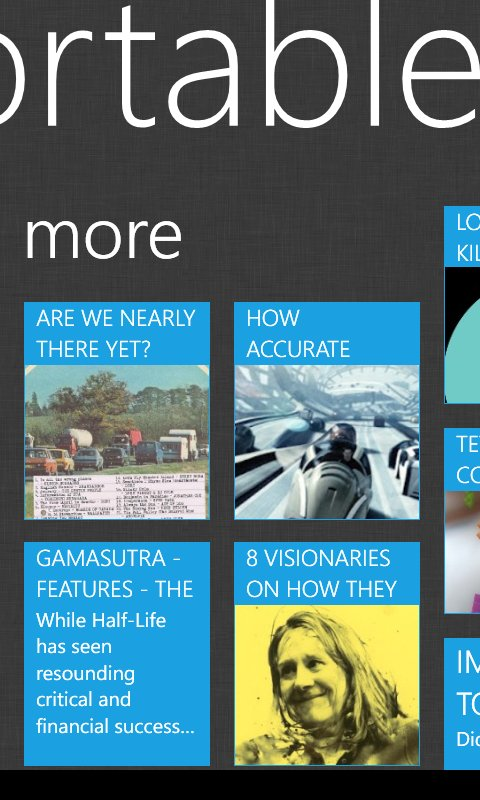 ortable
more
ARE WE NEARLY
THERE YET?
HOW
ACCURATE
GAMASUTRA -
FEATURES - THE
While Half-Life
has seen
resounding
critical and
financial success...
8 VISIONARIES
ON HOW THEY
LO
KIL
TE
CO
IM
TO
Did